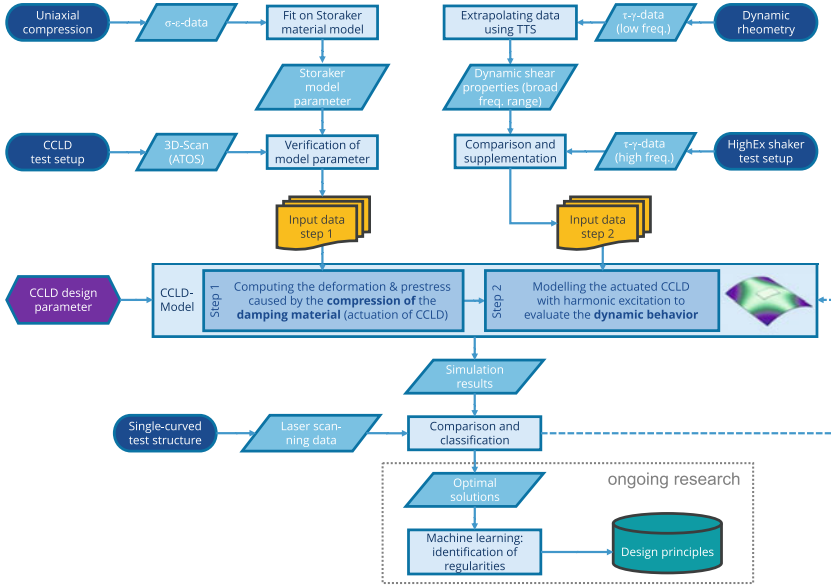 Uniaxial
compression
σ-ε-data
Fit on Storaker
material model
Extrapolating data
using TTS
τ-γ-data
(low freq.)
Dynamic
rheometry
Storaker
model
parameter
Dynamic shear
properties (broad
freq. range)
CCLD
test setup
3D-Scan
(ATOS)
Verification of
model parameter
Comparison and
supplementation
τ-γ-data
(high freq.)
HighEx shaker
test setup
Input data
step 1
Input data
step 2
CCLD design
parameter
CCLD-
Model
Step 1
Computing the deformation & prestress
caused by the compression of the
damping material (actuation of CCLD)
Step 2
Modelling the actuated CCLD
with harmonic excitation to
evaluate the dynamic behavior
Simulation
results
Single-curved
test structure
Laser scan-
ning data
Comparison and
classification
ongoing research
Optimal
solutions
Machine learning:
identification of
regularities
Design principles